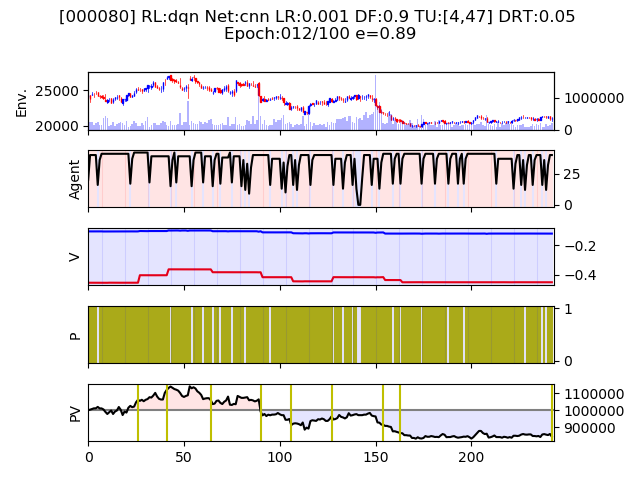 [000080] RL:dqn Net:cnn LR:0.001 DF:0.9 TU:[4,47] DRT:0.05
Epoch:012/100 e=0.89
Env.
25000
20000
1000000
0
Agent
25
0
V
−0.2
−0.4
P
1
0
PV
1100000
1000000
900000
0
50
100
150
200